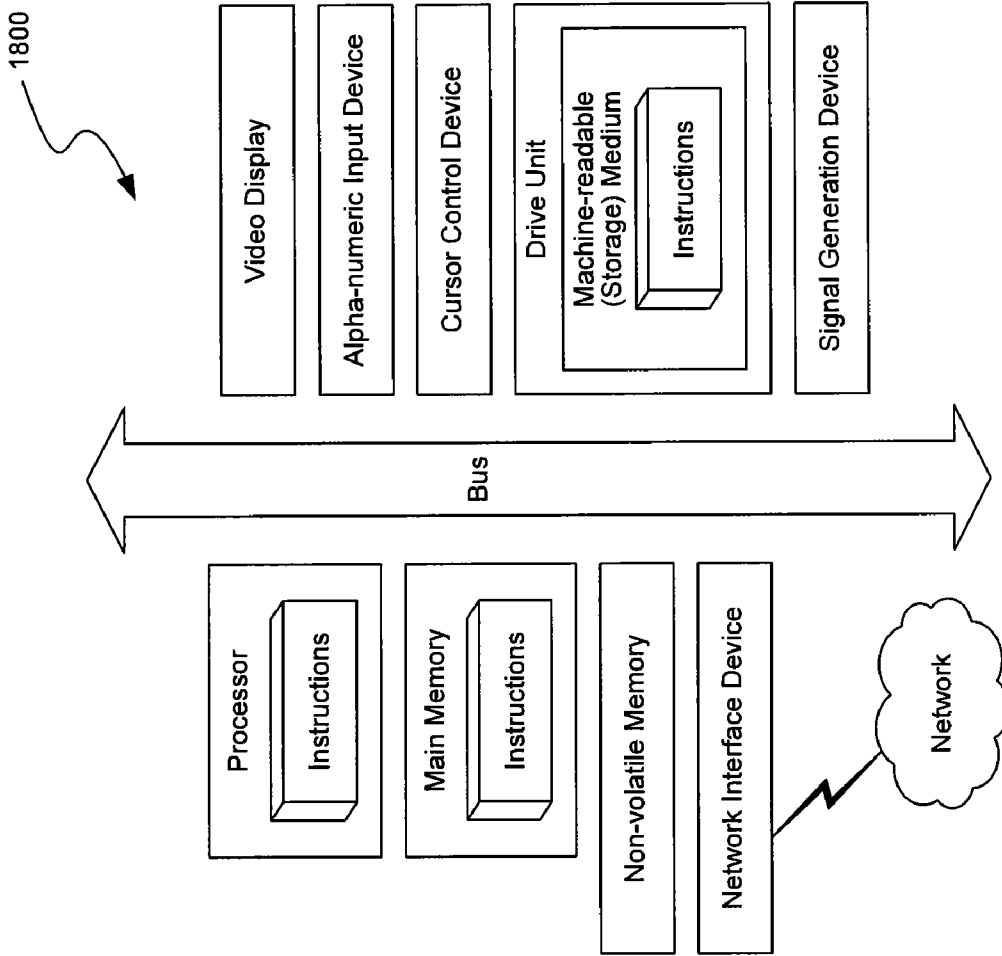 1800
Processor
Instructions
Main Memory
Instructions
Non-volatile Memory
Network Interface Device
Network
Bus
Video Display
Alpha-numeric Input Device
Cursor Control Device
Drive Unit
Machine-readable
(Storage) Medium
Instructions
Signal Generation Device